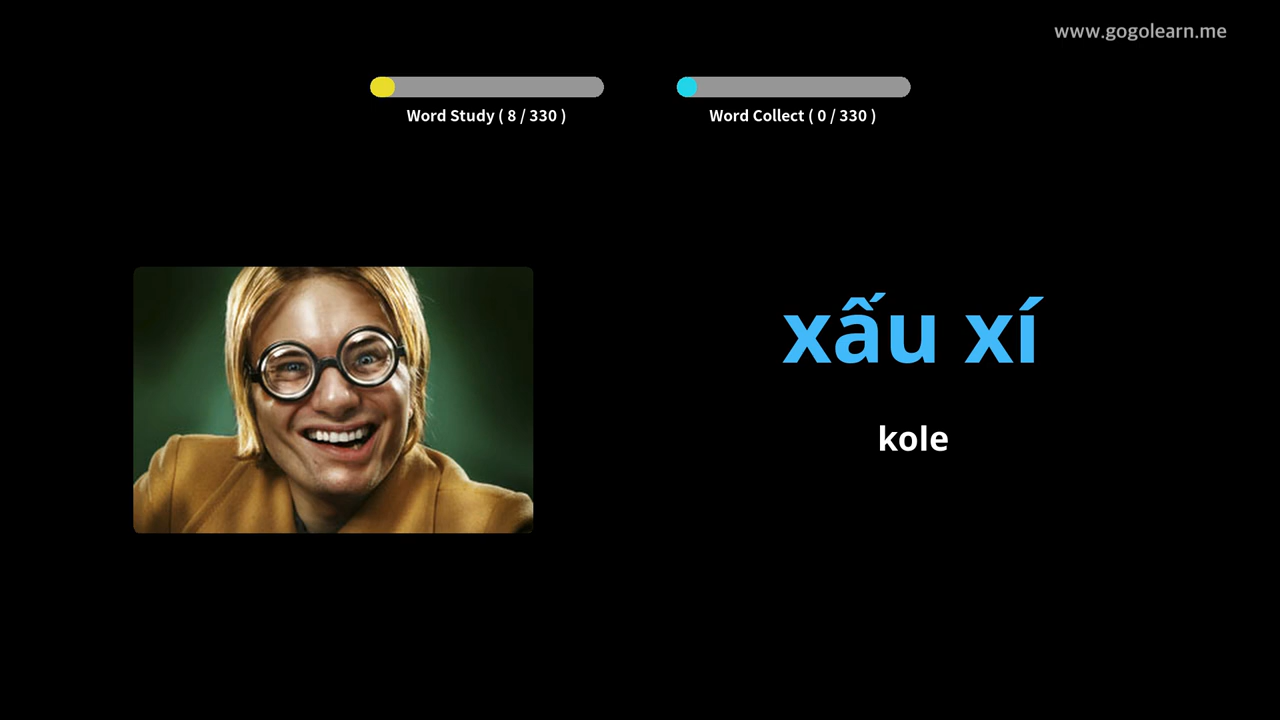 www.gogolearn.me
Word Study ( 8 / 330 )
Word Collect ( 0 / 330 )
xấu xí
kole